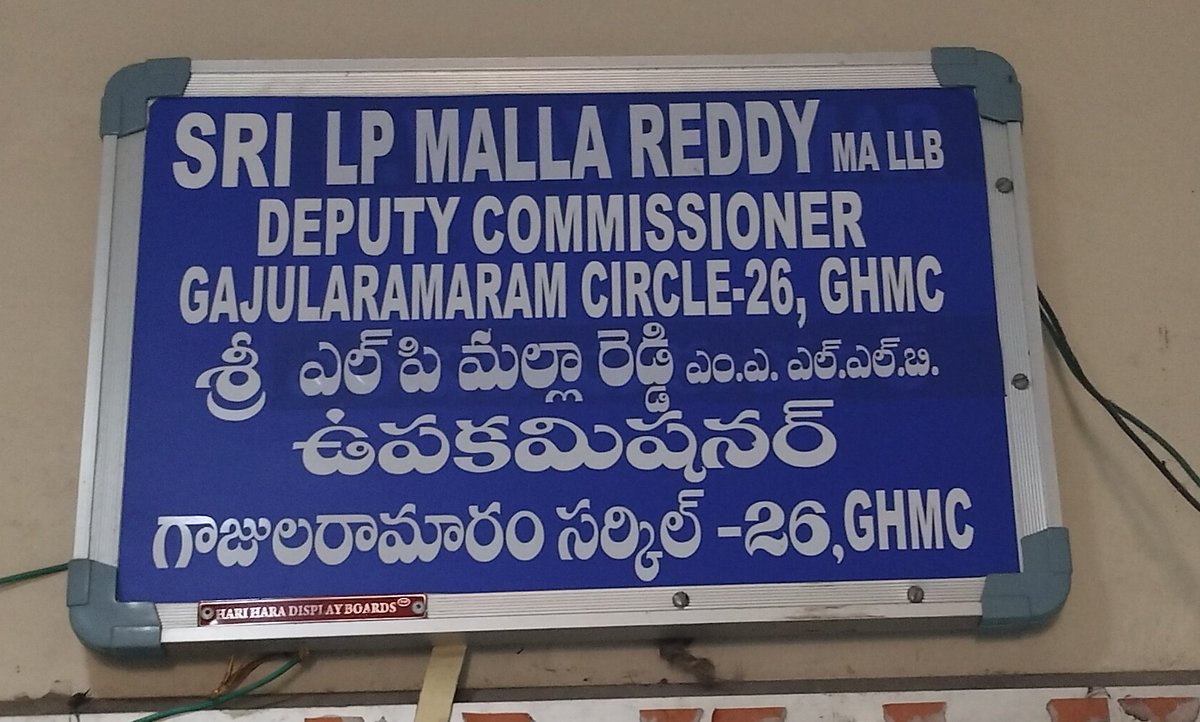 SRI LP MALLA REDDY MA LLB
DEPUTY COMMISSIONER
GAJULARAMARAM CIRCLE-26, GHMC
శ్రీ ఎల్ పి మల్లా రెడ్డి ఎం.ఎ. ఎల్.ఎల్.బి.
ఉపకమిషనర్
గాజులరామారం సర్కిల్ -26,GHMC
HARI HARA DISPLAY BOARDS